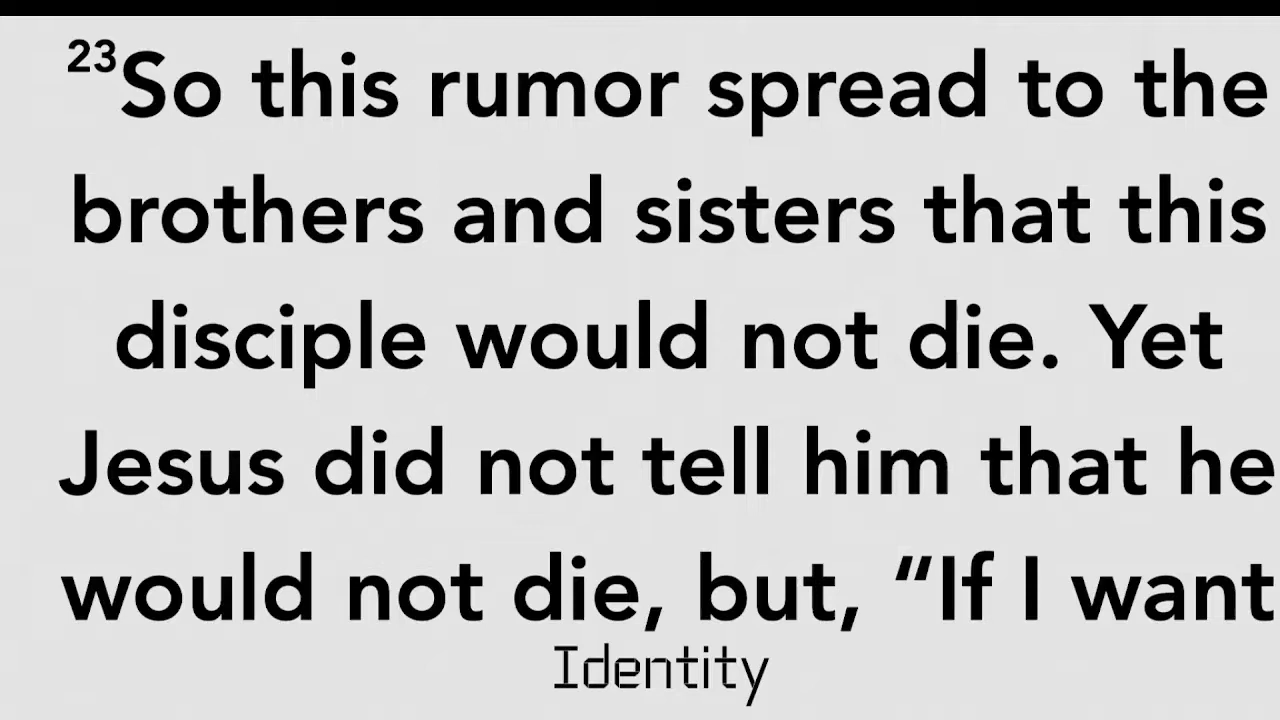 ²³So this rumor spread to the
brothers and sisters that this
disciple would not die. Yet
Jesus did not tell him that he
would not die, but, “If I want
Identity